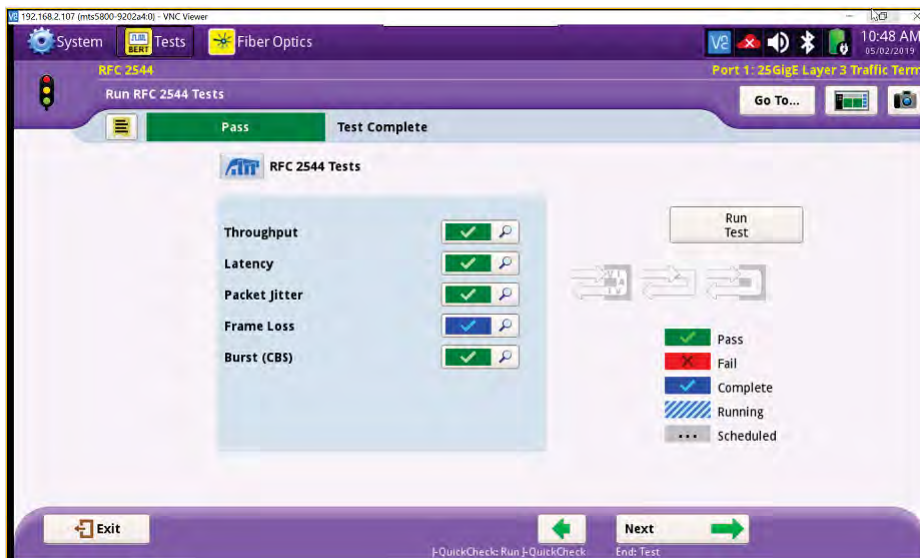 192.168.2.107 (mts5800-9202a4:0) - VNC Viewer
System BERT Tests Fiber Optics 10:48 AM
05/02/2019
RFC 2544 Port 1: 25GigE Layer 3 Traffic Term
Run RFC 2544 Tests Go To...
Pass Test Complete
RFC 2544 Tests
Throughput
Latency
Packet Jitter
Frame Loss
Burst (CBS)
Run
Test
Pass
Fail
Complete
Running
Scheduled
Exit Next
J-QuickCheck: Run J-QuickCheck End: Test